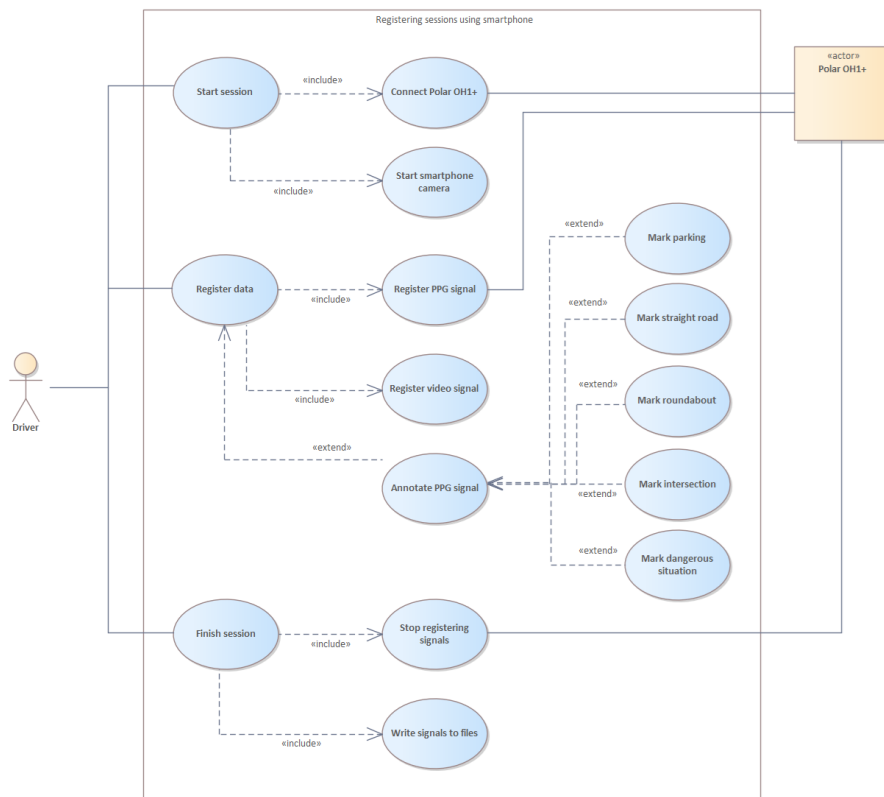 Registering sessions using smartphone
«actor»
Polar OH1+
Start session
«include»
Connect Polar OH1+
Start smartphone
camera
«include»
«extend»
Mark parking
Register data
«include»
Register PPG signal
«extend»
Mark straight road
Driver
Register video signal
«include»
«extend»
Mark roundabout
«extend»
Annotate PPG signal
Mark intersection
«extend»
«extend»
Mark dangerous
situation
Finish session
«include»
Stop registering
signals
Write signals to files
«include»